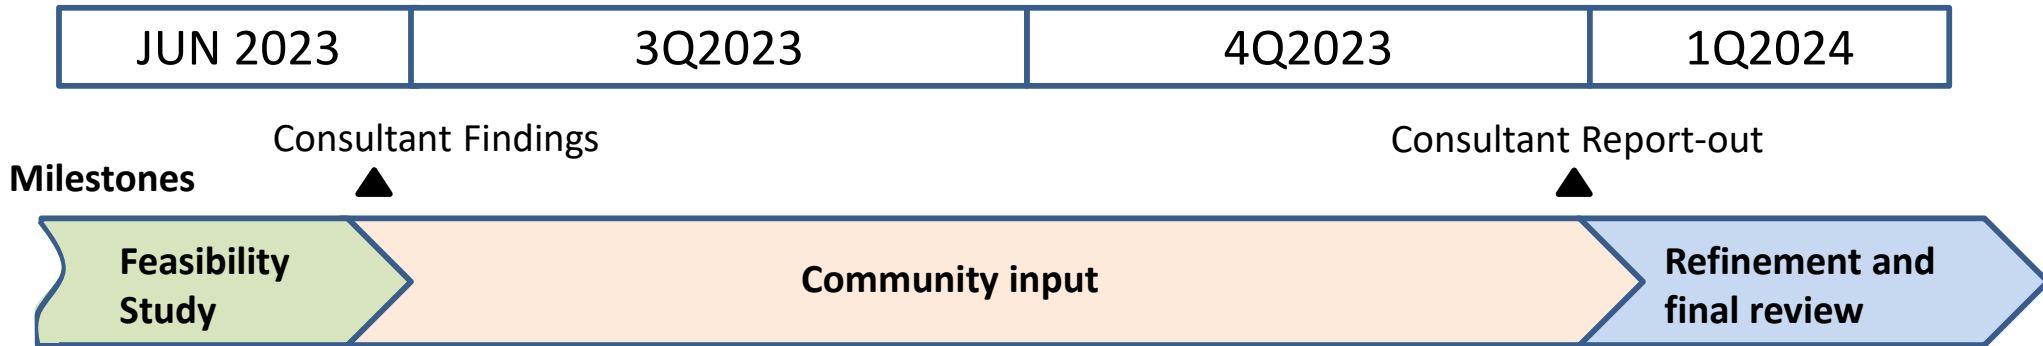 JUN 2023 3Q2023 4Q2023 1Q2024
Consultant Findings Consultant Report-out
Milestones
Feasibility
Study
Community input
Refinement and
final review